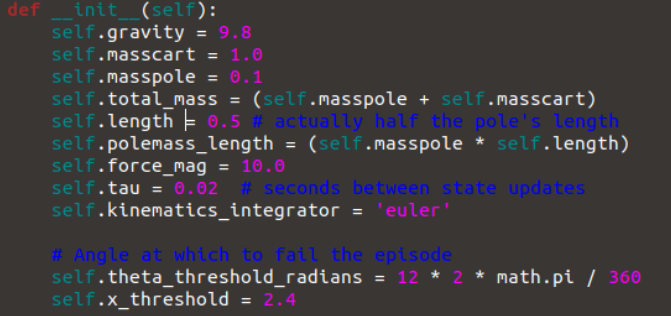 def __init__(self):
    self.gravity = 9.8
    self.masscart = 1.0
    self.masspole = 0.1
    self.total_mass = (self.masspole + self.masscart)
    self.length = 0.5 # actually half the pole's length
    self.polemass_length = (self.masspole * self.length)
    self.force_mag = 10.0
    self.tau = 0.02  # seconds between state updates
    self.kinematics_integrator = 'euler'

    # Angle at which to fail the episode
    self.theta_threshold_radians = 12 * 2 * math.pi / 360
    self.x_threshold = 2.4